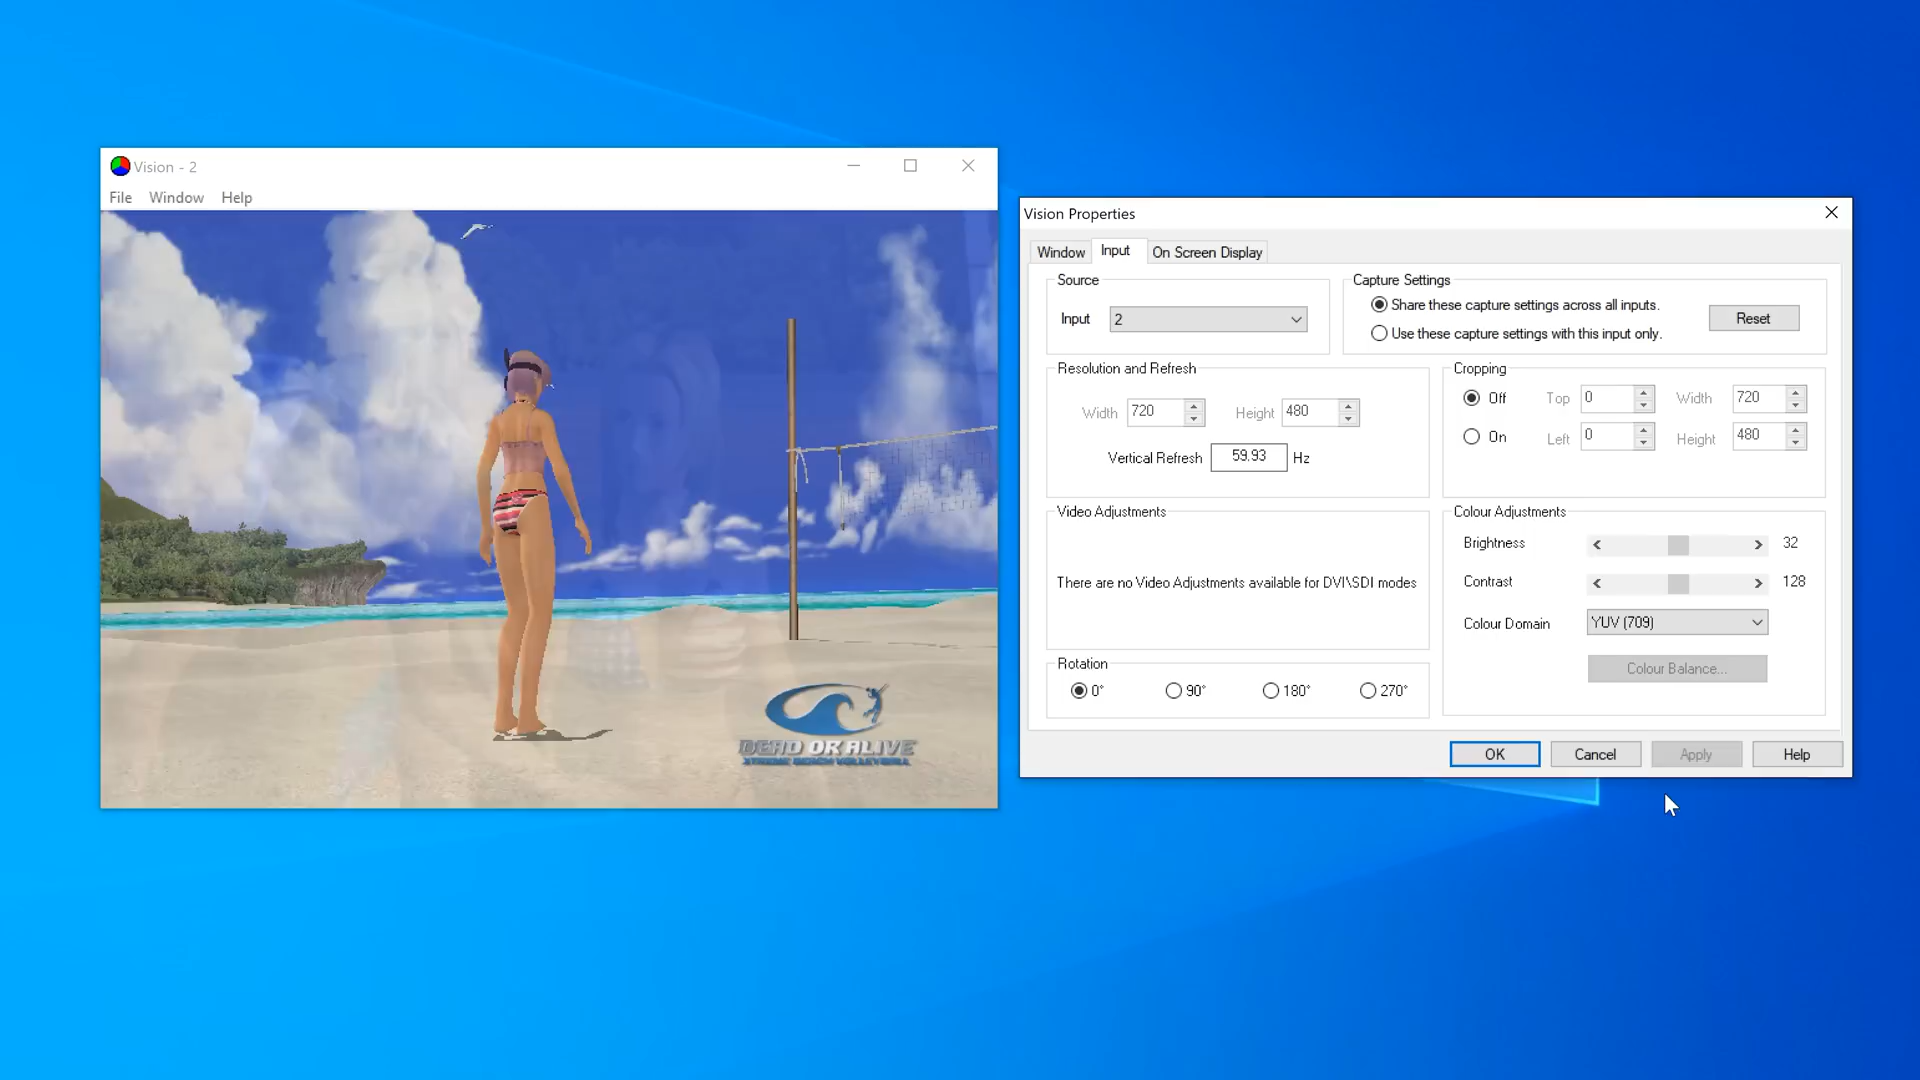 Vision - 2
File Window Help
DEAD OR ALIVE
XTREME BEACH VOLLEYBALL
Vision Properties
Window Input On Screen Display
Source
Input 2
Capture Settings
Share these capture settings across all inputs.
Use these capture settings with this input only.
Reset
Resolution and Refresh
Width 720 Height 480
Vertical Refresh 59.93 Hz
Cropping
Off Top 0 Width 720
On Left 0 Height 480
Video Adjustments
There are no Video Adjustments available for DVI\SDI modes
Colour Adjustments
Brightness < > 32
Contrast < > 128
Colour Domain YUV (709)
Colour Balance...
Rotation
0° 90° 180° 270°
OK Cancel Apply Help